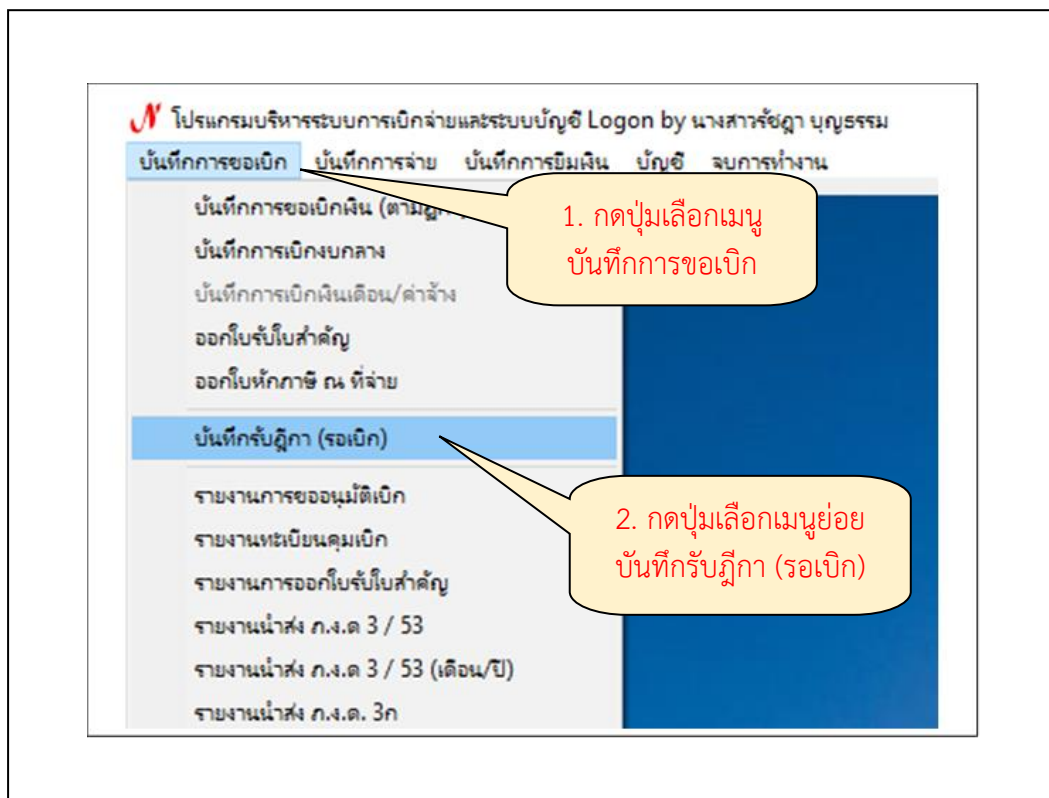 โปรแกรมบริหารระบบการเบิกจ่ายและระบบบัญชี Logon by นางสาวรัชฎา บุญธรรม
บันทึกการขอเบิก บันทึกการจ่าย บันทึกการยืมเงิน บัญชี จบการทำงาน
บันทึกการขอเบิกเงิน
บันทึกการเบิกงบกลาง
บันทึกการเบิกเงินเดือน/ค่าจ้าง
ออกใบรับใบสำคัญ
ออกใบหักภาษี ณ ที่จ่าย
บันทึกรับฎีกา (รอเบิก)
รายงานการขออนุมัติเบิก
รายงานทะเบียนคุมเบิก
รายงานการออกใบรับใบสำคัญ
รายงานนำส่ง ภ.ง.ด 3 / 53
รายงานนำส่ง ภ.ง.ด 3 / 53 (เดือน/ปี)
รายงานนำส่ง ภ.ง.ด. 3ก
1. กดปุ่มเลือกเมนู
บันทึกการขอเบิก
2. กดปุ่มเลือกเมนูย่อย
บันทึกรับฎีกา (รอเบิก)